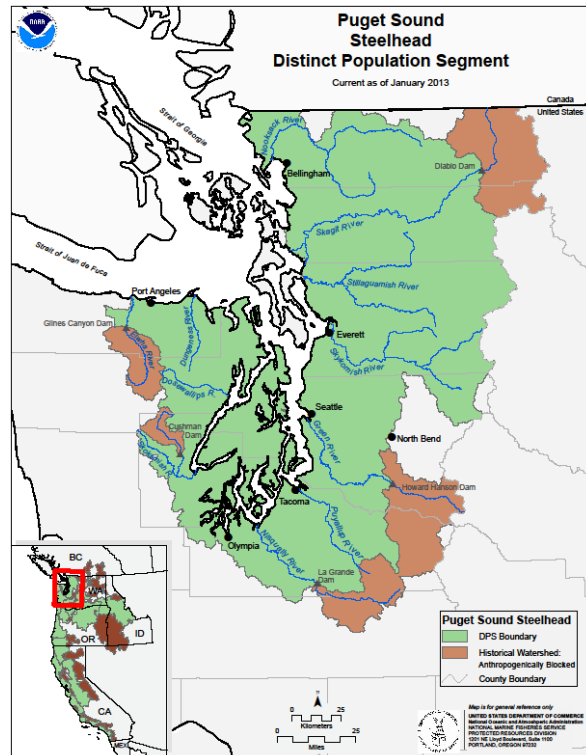 NOAA
Puget Sound
Steelhead
Distinct Population Segment
Current as of January 2013
Canada
United States
Strait of Georgia
Nooksack River
Bellingham
Diablo Dam
Skagit River
Strait of Juan de Fuca
Stillaguamish River
Port Angeles
Glines Canyon Dam
Elwha River
Dungeness River
Everett
Skykomish River
Dosewallips R.
Seattle
Cushman
Dam
Green River
North Bend
Skokomish R.
Howard Hanson Dam
Tacoma
Puyallup River
Olympia
Nisqually River
La Grande
Dam
BC
WA
OR
ID
CA
MEX
Puget Sound Steelhead
DPS Boundary
Historical Watershed:
Anthropogenically Blocked
County Boundary
0
25
Kilometers
0
25
Miles
Map is for general reference only
UNITED STATES DEPARTMENT OF COMMERCE
National Oceanic and Atmospheric Administration
NATIONAL MARINE FISHERIES SERVICE
PROTECTED RESOURCES DIVISION
1201 NE Lloyd Boulevard, Suite 1100
PORTLAND, OREGON 97232